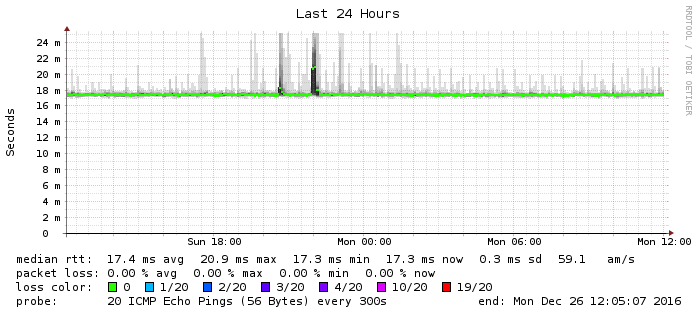 Last 24 Hours
RRDTOOL / TOBI OETIKER
Seconds
24 m
22 m
20 m
18 m
16 m
14 m
12 m
10 m
8 m
6 m
4 m
2 m
0
Sun 18:00 Mon 00:00 Mon 06:00 Mon 12:00
median rtt: 17.4 ms avg 20.9 ms max 17.3 ms min 17.3 ms now 0.3 ms sd 59.1 am/s
packet loss: 0.00 % avg 0.00 % max 0.00 % min 0.00 % now
loss color: 0 1/20 2/20 3/20 4/20 10/20 19/20
probe: 20 ICMP Echo Pings (56 Bytes) every 300s end: Mon Dec 26 12:05:07 2016